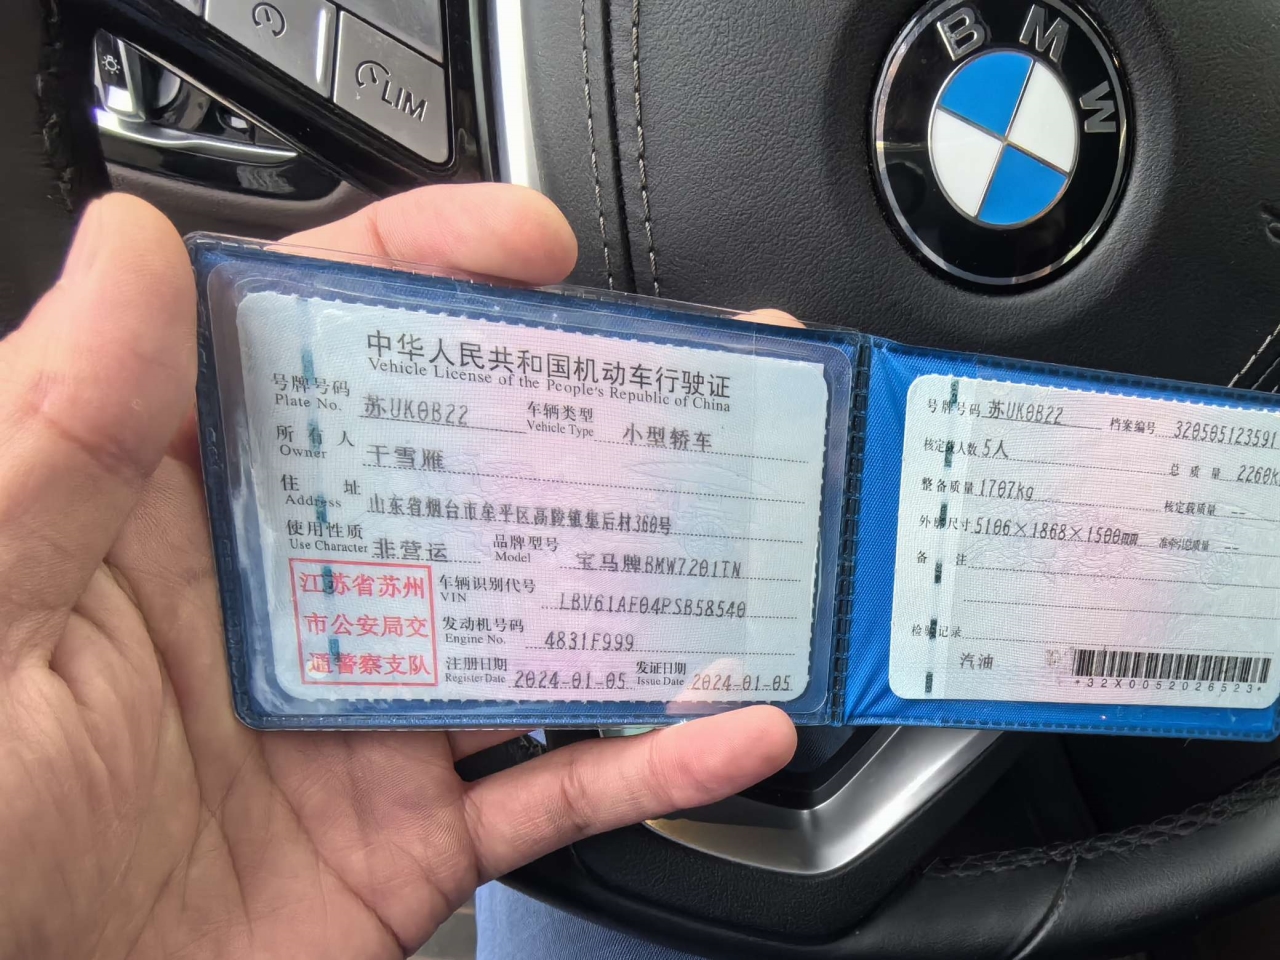 LIM
BMW
中华人民共和国机动车行驶证
Vehicle License of the People's Republic of China
号牌号码 苏UK0B22 车辆类型 小型轿车
Plate No. Vehicle Type
所有人 干雪雁
Owner
住址 山东省烟台市牟平区高陵镇集后村360号
Address
使用性质 非营运 品牌型号 宝马牌BMW7201TN
Use Character Model
江苏省苏州
市公安局交
通警察支队
车辆识别代号 LBV61AF04PSB58540
VIN
发动机号码 4831F999
Engine No.
注册日期 2024-01-05 发证日期 2024-01-05
Register Date Issue Date
号牌号码 苏UK0B22 档案编号 320505123591
核定载人数 5人 总质量 2260K
整备质量 1707kg 核定载质量 --
外廓尺寸 5106×1868×1500mm 准牵引总质量 --
备注
检验记录
汽油
*32X0052026523*